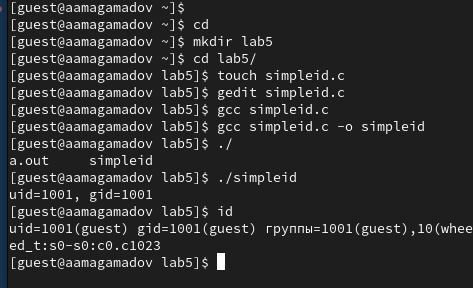 [guest@aamagamadov ~]$
[guest@aamagamadov ~]$ cd
[guest@aamagamadov ~]$ mkdir lab5
[guest@aamagamadov ~]$ cd lab5/
[guest@aamagamadov lab5]$ touch simpleid.c
[guest@aamagamadov lab5]$ gedit simpleid.c
[guest@aamagamadov lab5]$ gcc simpleid.c
[guest@aamagamadov lab5]$ gcc simpleid.c -o simpleid
[guest@aamagamadov lab5]$ ./
a.out     simpleid
[guest@aamagamadov lab5]$ ./simpleid
uid=1001, gid=1001
[guest@aamagamadov lab5]$ id
uid=1001(guest) gid=1001(guest) группы=1001(guest),10(whee
ed_t:s0-s0:c0.c1023
[guest@aamagamadov lab5]$